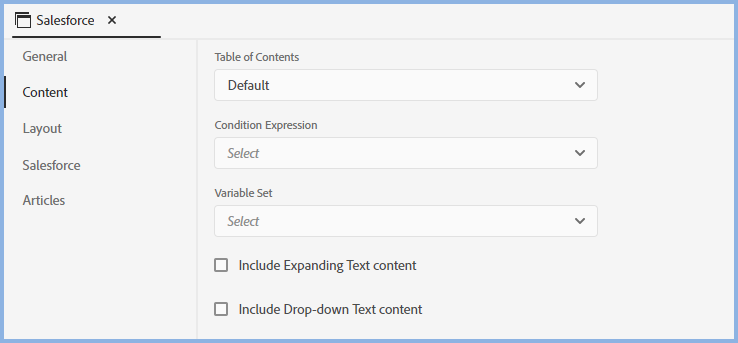 Salesforce
General
Content
Layout
Salesforce
Articles
Table of Contents
Default
Condition Expression
Select
Variable Set
Select
Include Expanding Text content
Include Drop-down Text content